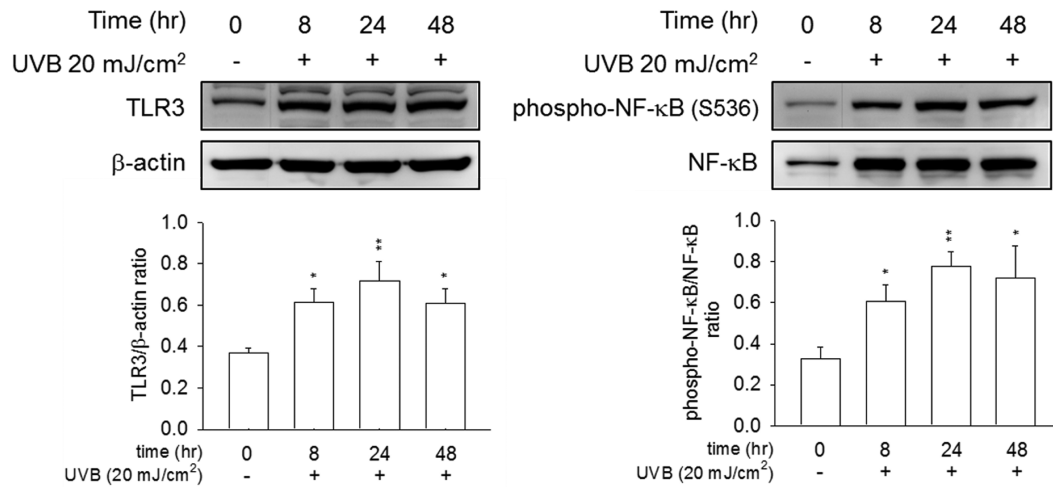 Time (hr) 0 8 24 48
UVB 20 mJ/cm² - + + +
TLR3
β-actin
TLR3/β-actin ratio
1.0
0.8
0.6
0.4
0.2
0.0
*
**
*
time (hr) 0 8 24 48
UVB (20 mJ/cm²) - + + +
Time (hr) 0 8 24 48
UVB 20 mJ/cm² - + + +
phospho-NF-κB (S536)
NF-κB
phospho-NF-κB/NF-κB
ratio
1.0
0.8
0.6
0.4
0.2
0.0
*
**
*
time (hr) 0 8 24 48
UVB (20 mJ/cm²) - + + +